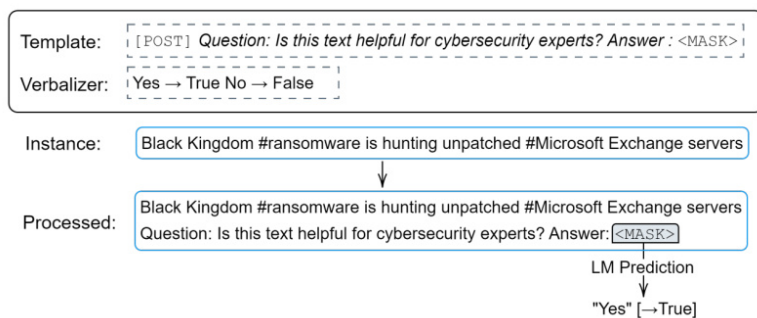 Template: [POST] Question: Is this text helpful for cybersecurity experts? Answer : <MASK>
Verbalizer: Yes → True No → False
Instance: Black Kingdom #ransomware is hunting unpatched #Microsoft Exchange servers
Processed: Black Kingdom #ransomware is hunting unpatched #Microsoft Exchange servers
Question: Is this text helpful for cybersecurity experts? Answer: <MASK>
LM Prediction
"Yes" [→True]